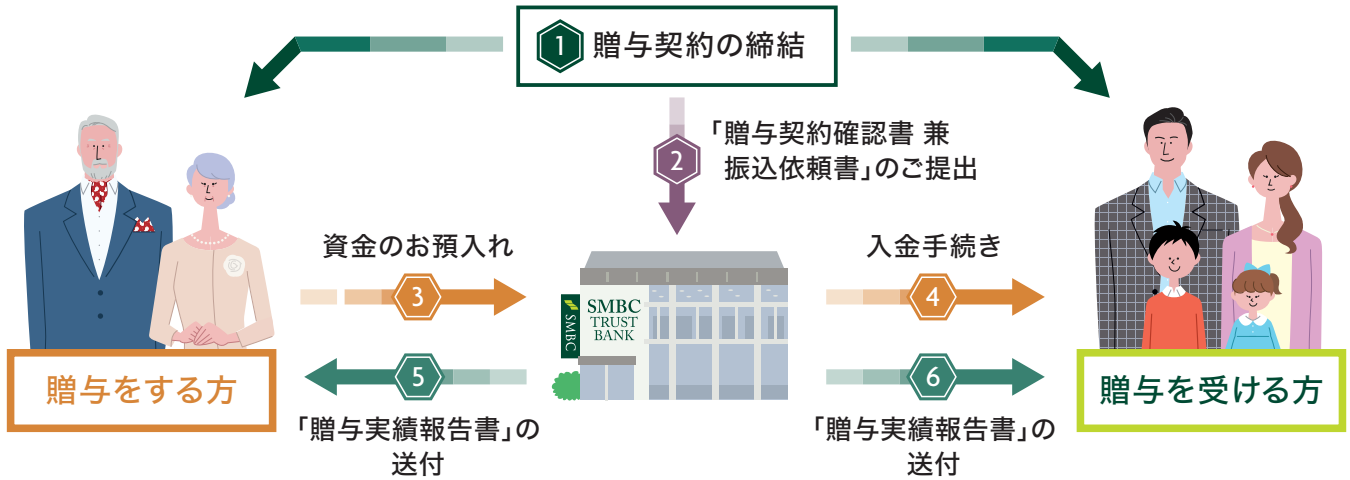 1 贈与契約の締結
2 「贈与契約確認書 兼
振込依頼書」のご提出
資金のお預入れ
3
入金手続き
4
SMBC
SMBC
TRUST
BANK
贈与をする方
5
「贈与実績報告書」の
送付
6
「贈与実績報告書」の
送付
贈与を受ける方